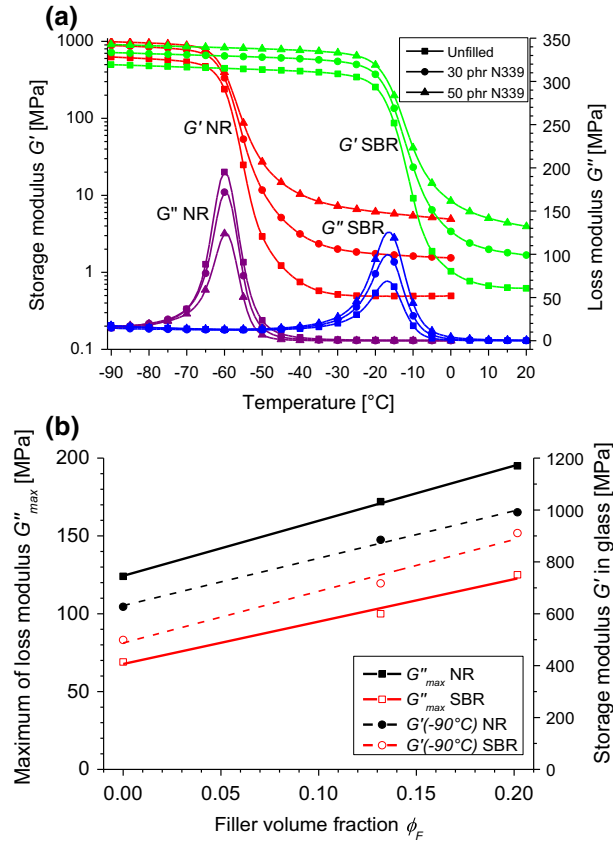 (a)
1000
100
10
1
0.1
Storage modulus G' [MPa]
350
300
250
200
150
100
50
0
Loss modulus G" [MPa]
Unfilled
30 phr N339
50 phr N339
G' NR
G' SBR
G" NR
G" SBR
-90 -80 -70 -60 -50 -40 -30 -20 -10 0 10 20
Temperature [°C]
(b)
200
150
100
50
0
Maximum of loss modulus G"max [MPa]
1200
1000
800
600
400
200
0
Storage modulus G' in glass [MPa]
G"max NR
G"max SBR
G'(-90°C) NR
G'(-90°C) SBR
0.00 0.05 0.10 0.15 0.20
Filler volume fraction ϕF